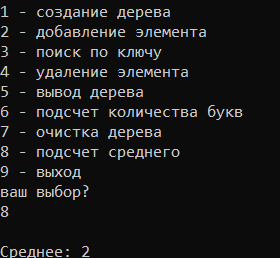 1 - создание дерева
2 - добавление элемента
3 - поиск по ключу
4 - удаление элемента
5 - вывод дерева
6 - подсчет количества букв
7 - очистка дерева
8 - подсчет среднего
9 - выход
ваш выбор?
8
Среднее: 2